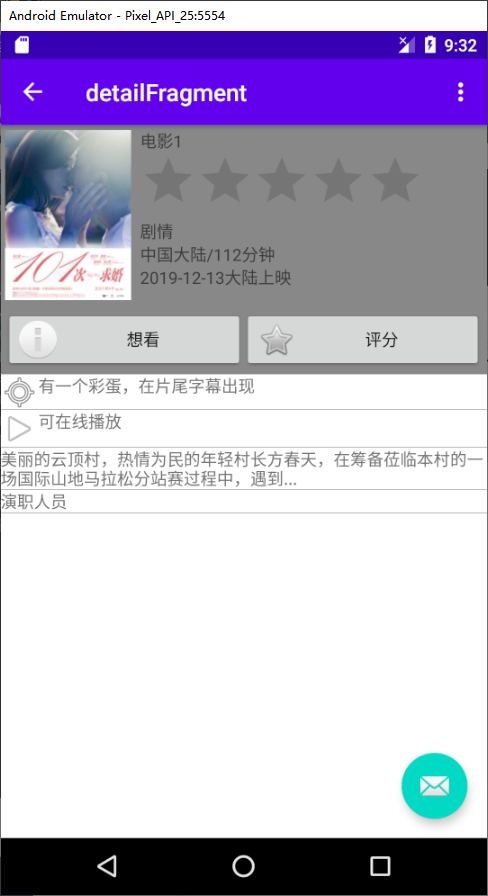 Android Emulator - Pixel_API_25:5554
9:32
detailFragment
电影1
101次求婚
剧情
中国大陆/112分钟
2019-12-13大陆上映
想看
评分
有一个彩蛋，在片尾字幕出现
可在线播放
美丽的云顶村，热情为民的年轻村长方春天，在筹备莅临本村的一
场国际山地马拉松分站赛过程中，遇到...
演职人员